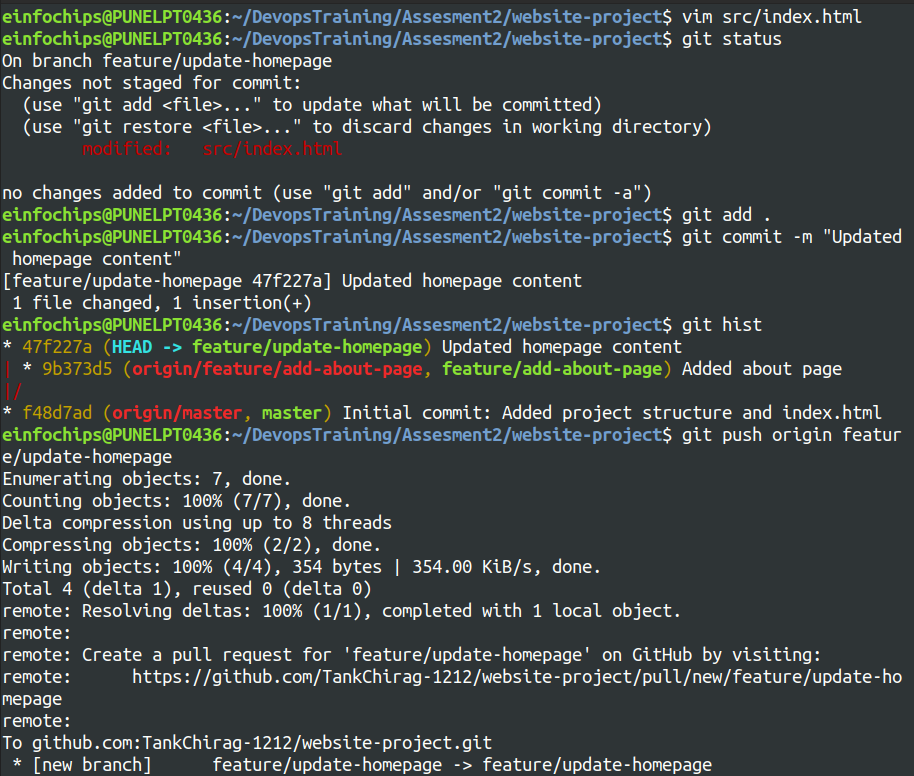 einfochips@PUNELPT0436:~/DevopsTraining/Assesment2/website-project$ vim src/index.html
einfochips@PUNELPT0436:~/DevopsTraining/Assesment2/website-project$ git status
On branch feature/update-homepage
Changes not staged for commit:
  (use "git add <file>..." to update what will be committed)
  (use "git restore <file>..." to discard changes in working directory)
        modified:   src/index.html

no changes added to commit (use "git add" and/or "git commit -a")
einfochips@PUNELPT0436:~/DevopsTraining/Assesment2/website-project$ git add .
einfochips@PUNELPT0436:~/DevopsTraining/Assesment2/website-project$ git commit -m "Updated
 homepage content"
[feature/update-homepage 47f227a] Updated homepage content
 1 file changed, 1 insertion(+)
einfochips@PUNELPT0436:~/DevopsTraining/Assesment2/website-project$ git hist
* 47f227a (HEAD -> feature/update-homepage) Updated homepage content
| * 9b373d5 (origin/feature/add-about-page, feature/add-about-page) Added about page
|/
* f48d7ad (origin/master, master) Initial commit: Added project structure and index.html
einfochips@PUNELPT0436:~/DevopsTraining/Assesment2/website-project$ git push origin featur
e/update-homepage
Enumerating objects: 7, done.
Counting objects: 100% (7/7), done.
Delta compression using up to 8 threads
Compressing objects: 100% (2/2), done.
Writing objects: 100% (4/4), 354 bytes | 354.00 KiB/s, done.
Total 4 (delta 1), reused 0 (delta 0)
remote: Resolving deltas: 100% (1/1), completed with 1 local object.
remote:
remote: Create a pull request for 'feature/update-homepage' on GitHub by visiting:
remote:      https://github.com/TankChirag-1212/website-project/pull/new/feature/update-ho
mepage
remote:
To github.com:TankChirag-1212/website-project.git
 * [new branch]      feature/update-homepage -> feature/update-homepage